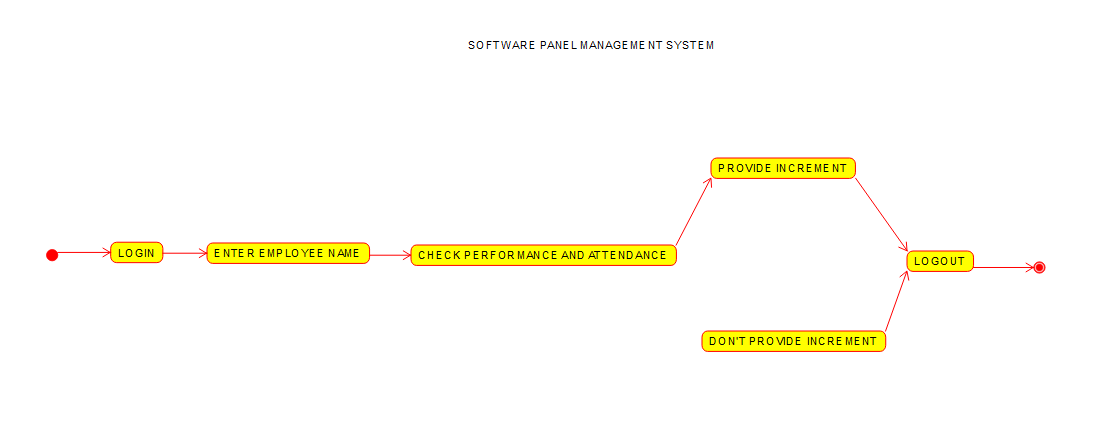 SOFTWARE PANEL MANAGEMENT SYSTEM
PROVIDE INCREMENT
LOGIN
ENTER EMPLOYEE NAME
CHECK PERFORMANCE AND ATTENDANCE
LOGOUT
DON'T PROVIDE INCREMENT